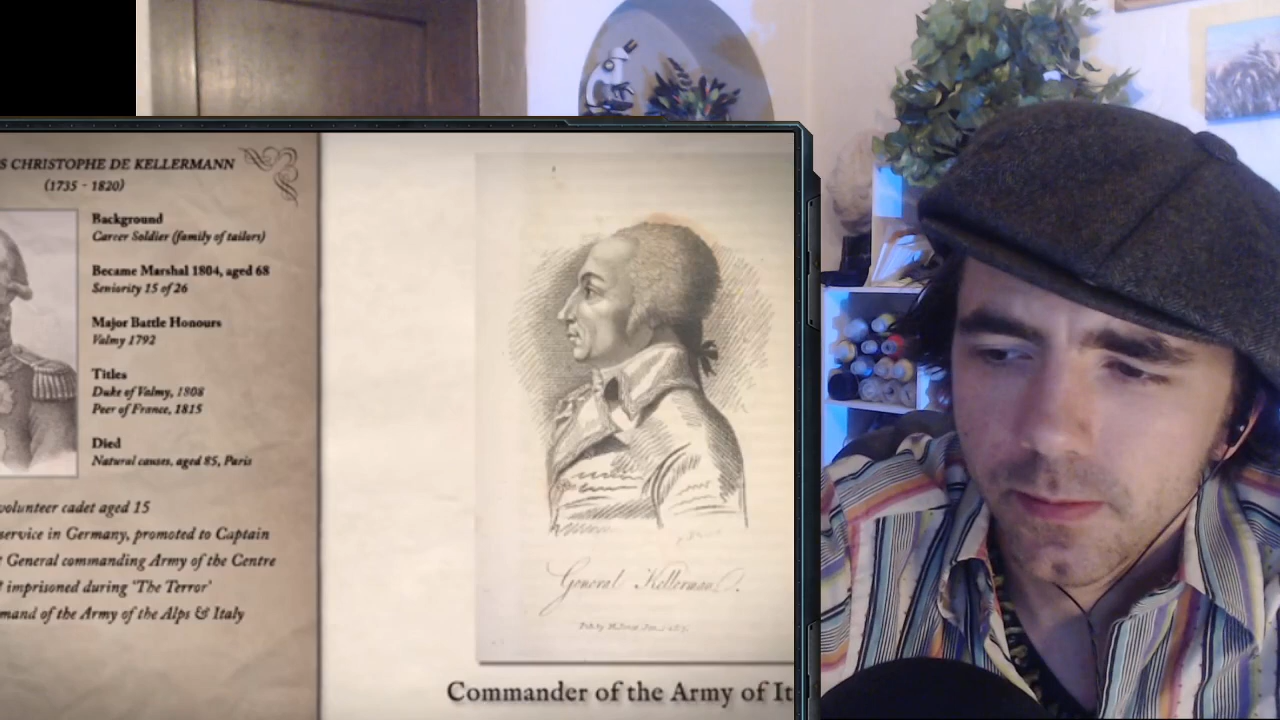 S CHRISTOPHE DE KELLERMANN
(1735 - 1820)
Background
Career Soldier (family of tailors)
Became Marshal 1804, aged 68
Seniority 15 of 26
Major Battle Honours
Valmy 1792
Titles
Duke of Valmy, 1808
Peer of France, 1815
Died
Natural causes, aged 85, Paris
volunteer cadet aged 15
service in Germany, promoted to Captain
General commanding Army of the Centre
imprisoned during 'The Terror'
mand of the Army of the Alps & Italy
General Kellerman.
Commander of the Army of It